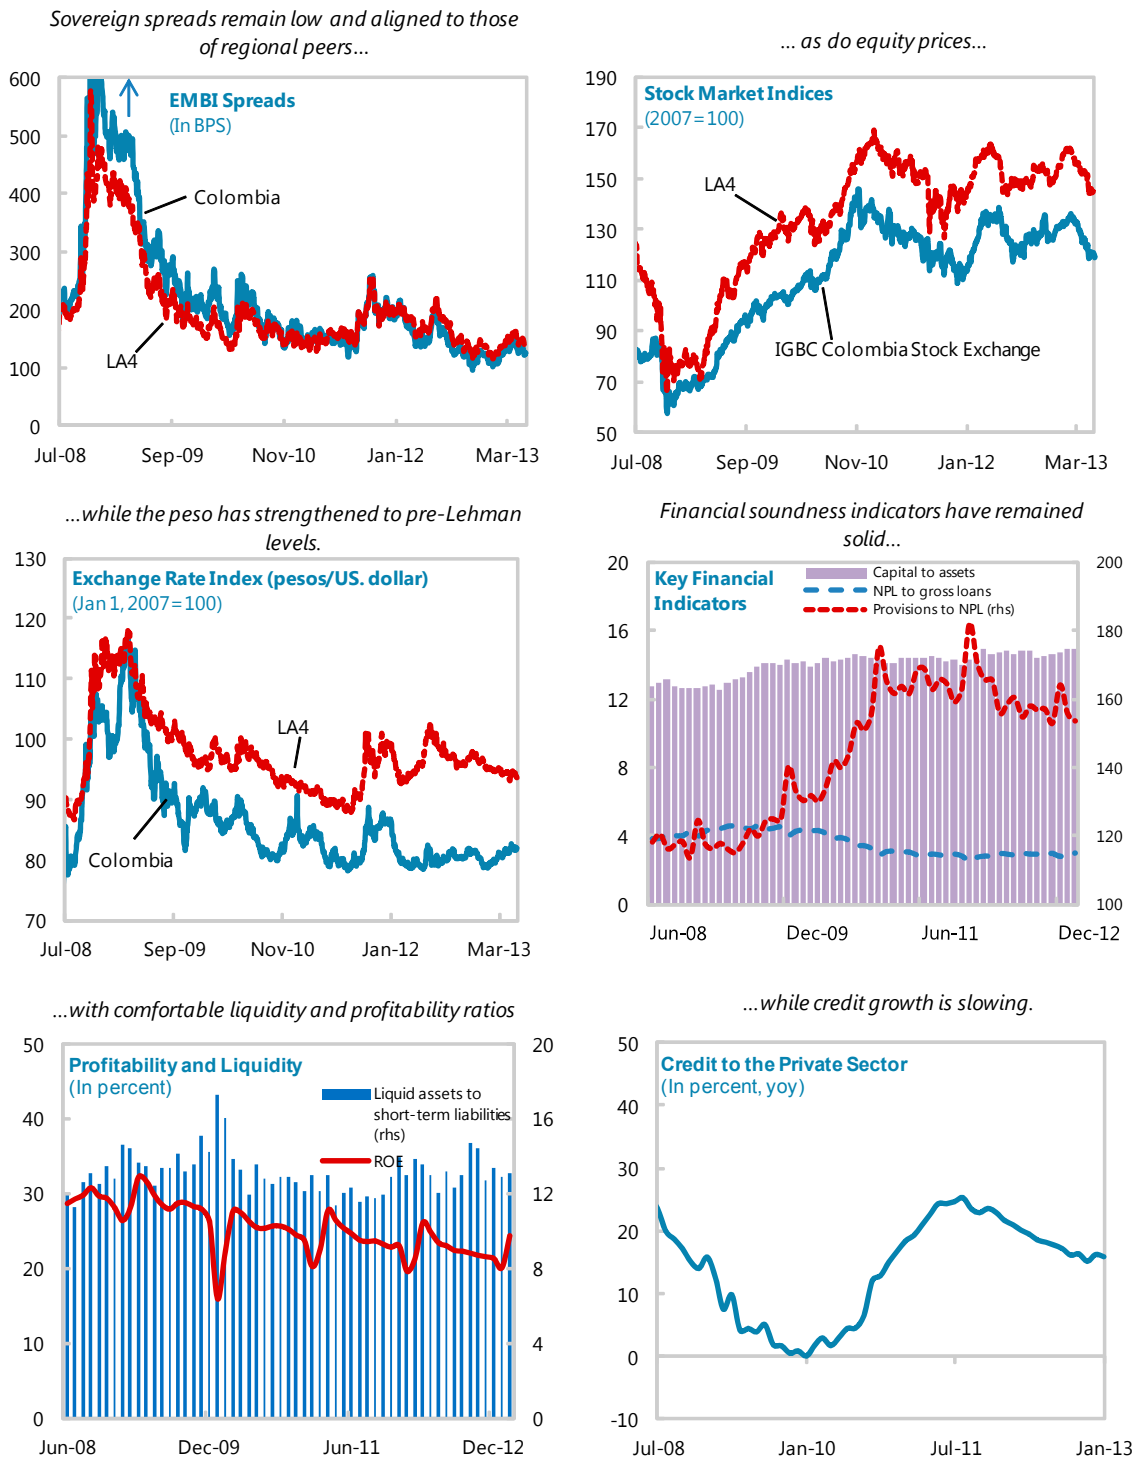 Sovereign spreads remain low and aligned to those
of regional peers...
600
500
400
300
200
100
0
EMBI Spreads
(In BPS)
Colombia
LA4
Jul-08
Sep-09
Nov-10
Jan-12
Mar-13
... as do equity prices...
190
170
150
130
110
90
70
50
Stock Market Indices
(2007=100)
LA4
IGBC Colombia Stock Exchange
Jul-08
Sep-09
Nov-10
Jan-12
Mar-13
...while the peso has strengthened to pre-Lehman
levels.
130
120
110
100
90
80
70
Exchange Rate Index (pesos/US. dollar)
(Jan 1, 2007=100)
LA4
Colombia
Jul-08
Sep-09
Nov-10
Jan-12
Mar-13
Financial soundness indicators have remained
solid...
20
16
12
8
4
0
Key Financial
Indicators
Capital to assets
NPL to gross loans
Provisions to NPL (rhs)
200
180
160
140
120
100
Jun-08
Dec-09
Jun-11
Dec-12
...with comfortable liquidity and profitability ratios
50
40
30
20
10
0
Profitability and Liquidity
(In percent)
Liquid assets to
short-term liabilities
(rhs)
ROE
20
16
12
8
4
0
Jun-08
Dec-09
Jun-11
Dec-12
...while credit growth is slowing.
50
40
30
20
10
0
-10
Credit to the Private Sector
(In percent, yoy)
Jul-08
Jan-10
Jul-11
Jan-13